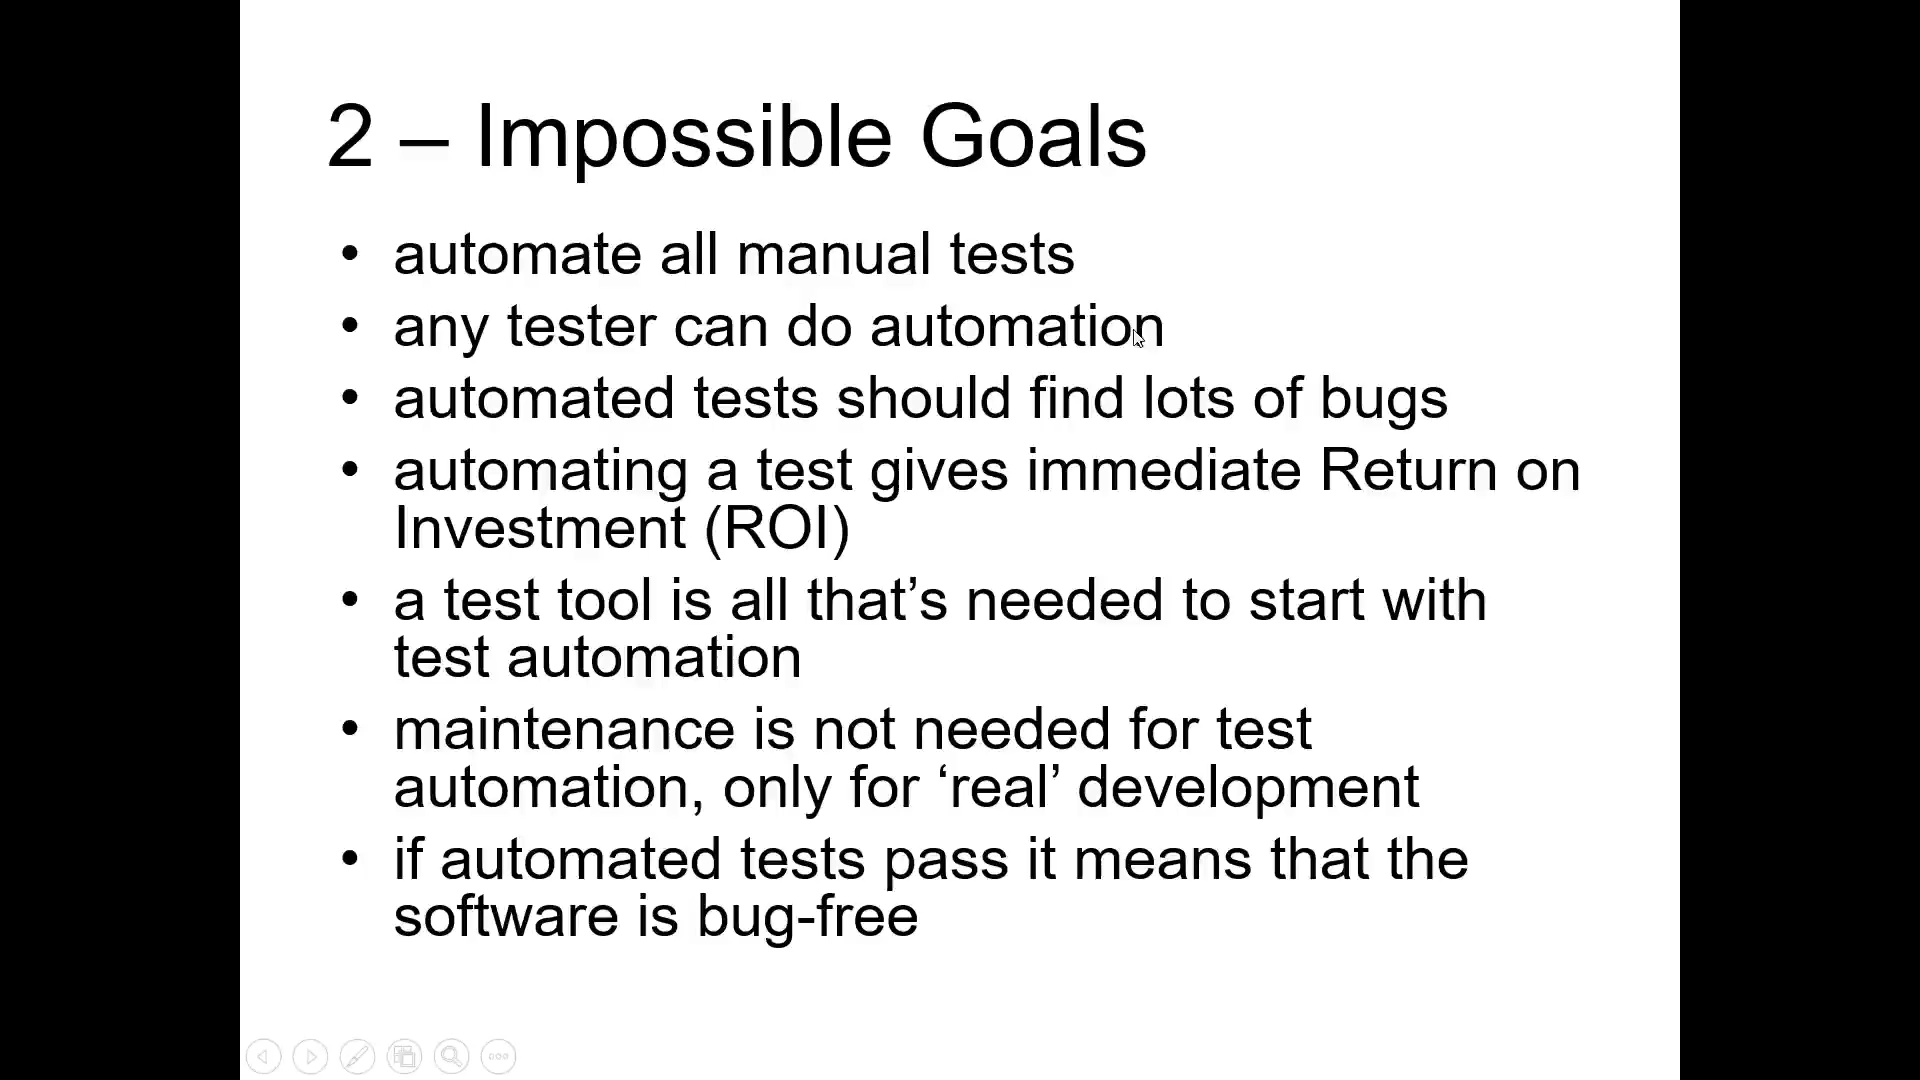 2 – Impossible Goals
• automate all manual tests
• any tester can do automation
• automated tests should find lots of bugs
• automating a test gives immediate Return on
Investment (ROI)
• a test tool is all that’s needed to start with
test automation
• maintenance is not needed for test
automation, only for ‘real’ development
• if automated tests pass it means that the
software is bug-free